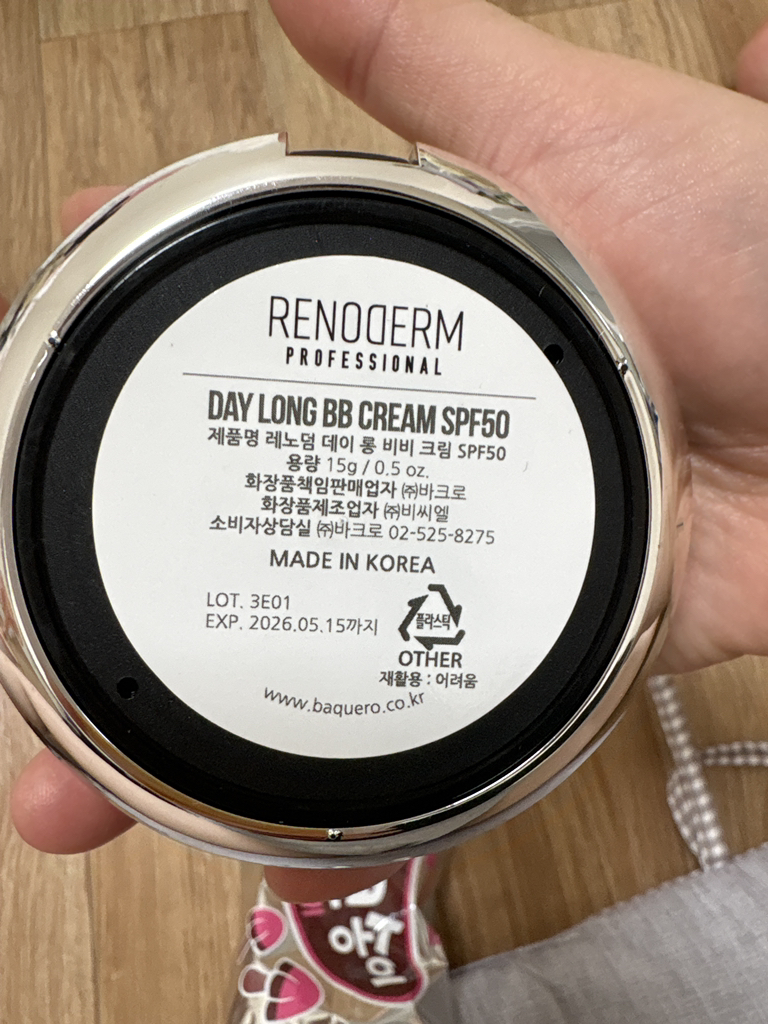 RENODERM
PROFESSIONAL
DAY LONG BB CREAM SPF50
제품명 레노덤 데이 롱 비비 크림 SPF50
용량 15g / 0.5 oz.
화장품책임판매업자 ㈜바크로
화장품제조업자 ㈜비씨엘
소비자상담실 ㈜바크로 02-525-8275
MADE IN KOREA
LOT. 3E01
EXP. 2026.05.15까지
플라스틱
OTHER
재활용 : 어려움
www.baquero.co.kr